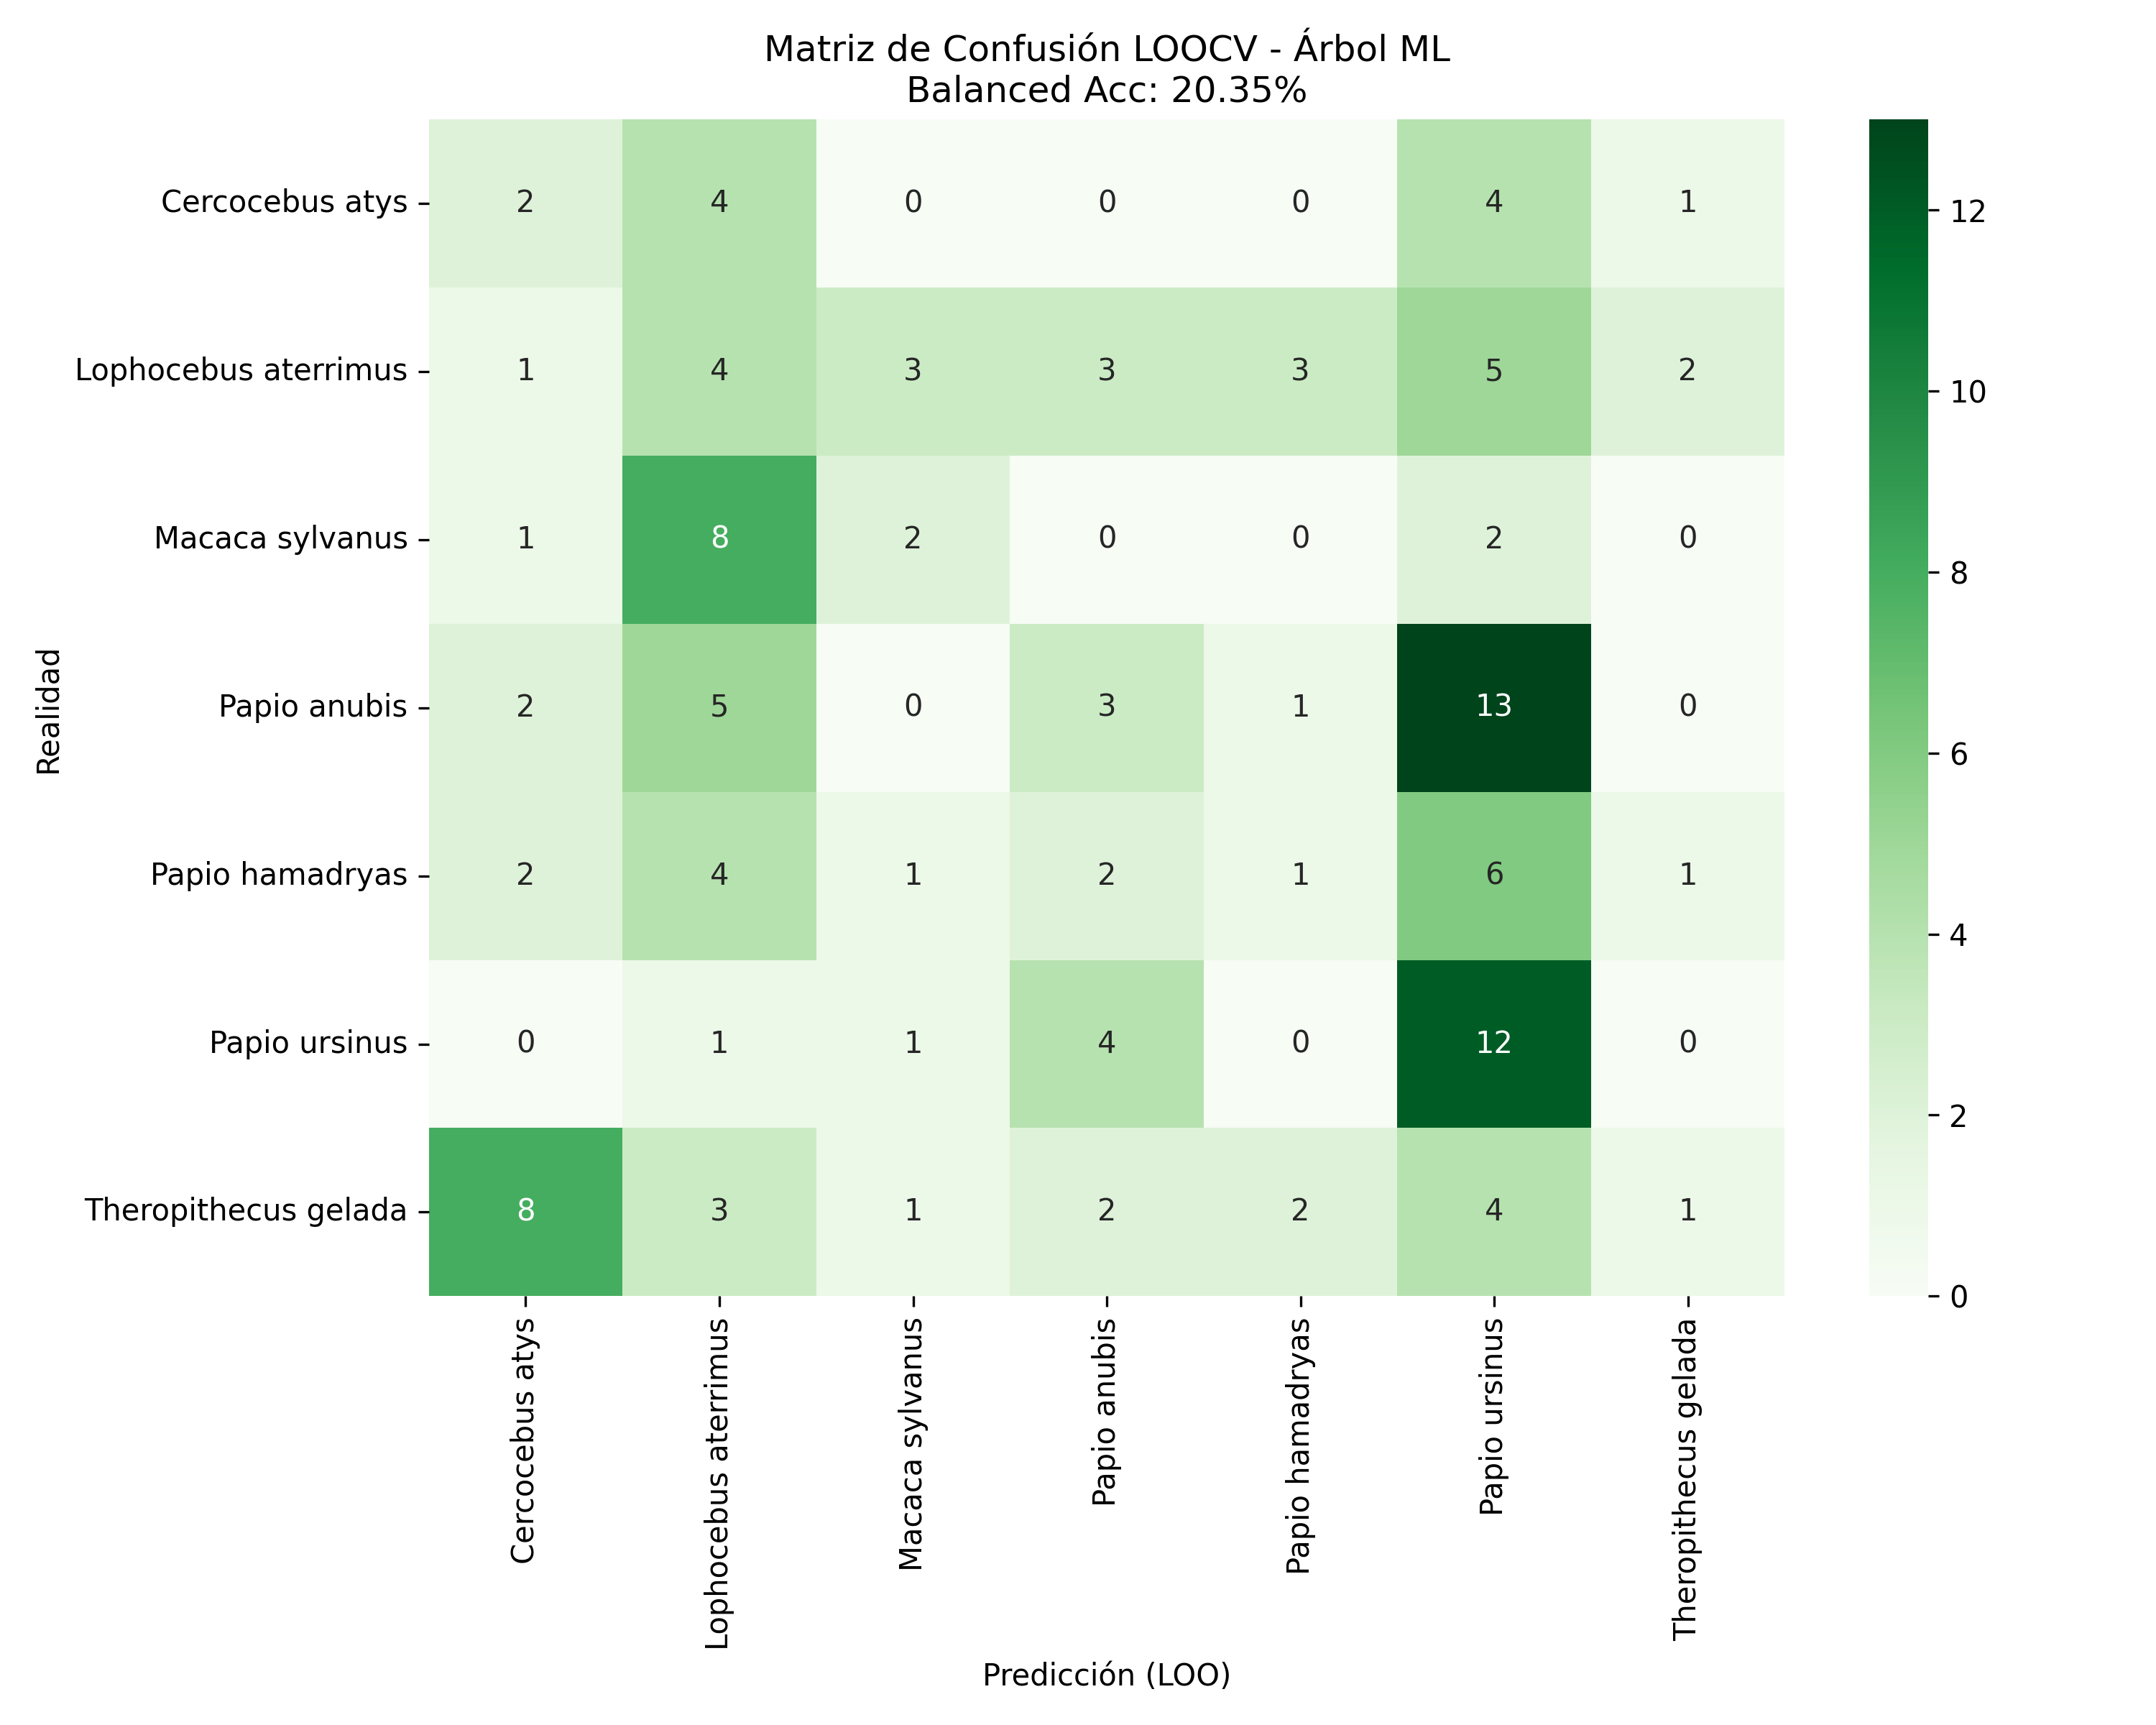 Matriz de Confusión LOOCV - Árbol ML
Balanced Acc: 20.35%
Realidad
Cercocebus atys 2 4 0 0 0 4 1
Lophocebus aterrimus 1 4 3 3 3 5 2
Macaca sylvanus 1 8 2 0 0 2 0
Papio anubis 2 5 0 3 1 13 0
Papio hamadryas 2 4 1 2 1 6 1
Papio ursinus 0 1 1 4 0 12 0
Theropithecus gelada 8 3 1 2 2 4 1
Cercocebus atys
Lophocebus aterrimus
Macaca sylvanus
Papio anubis
Papio hamadryas
Papio ursinus
Theropithecus gelada
Predicción (LOO)
12
10
8
6
4
2
0